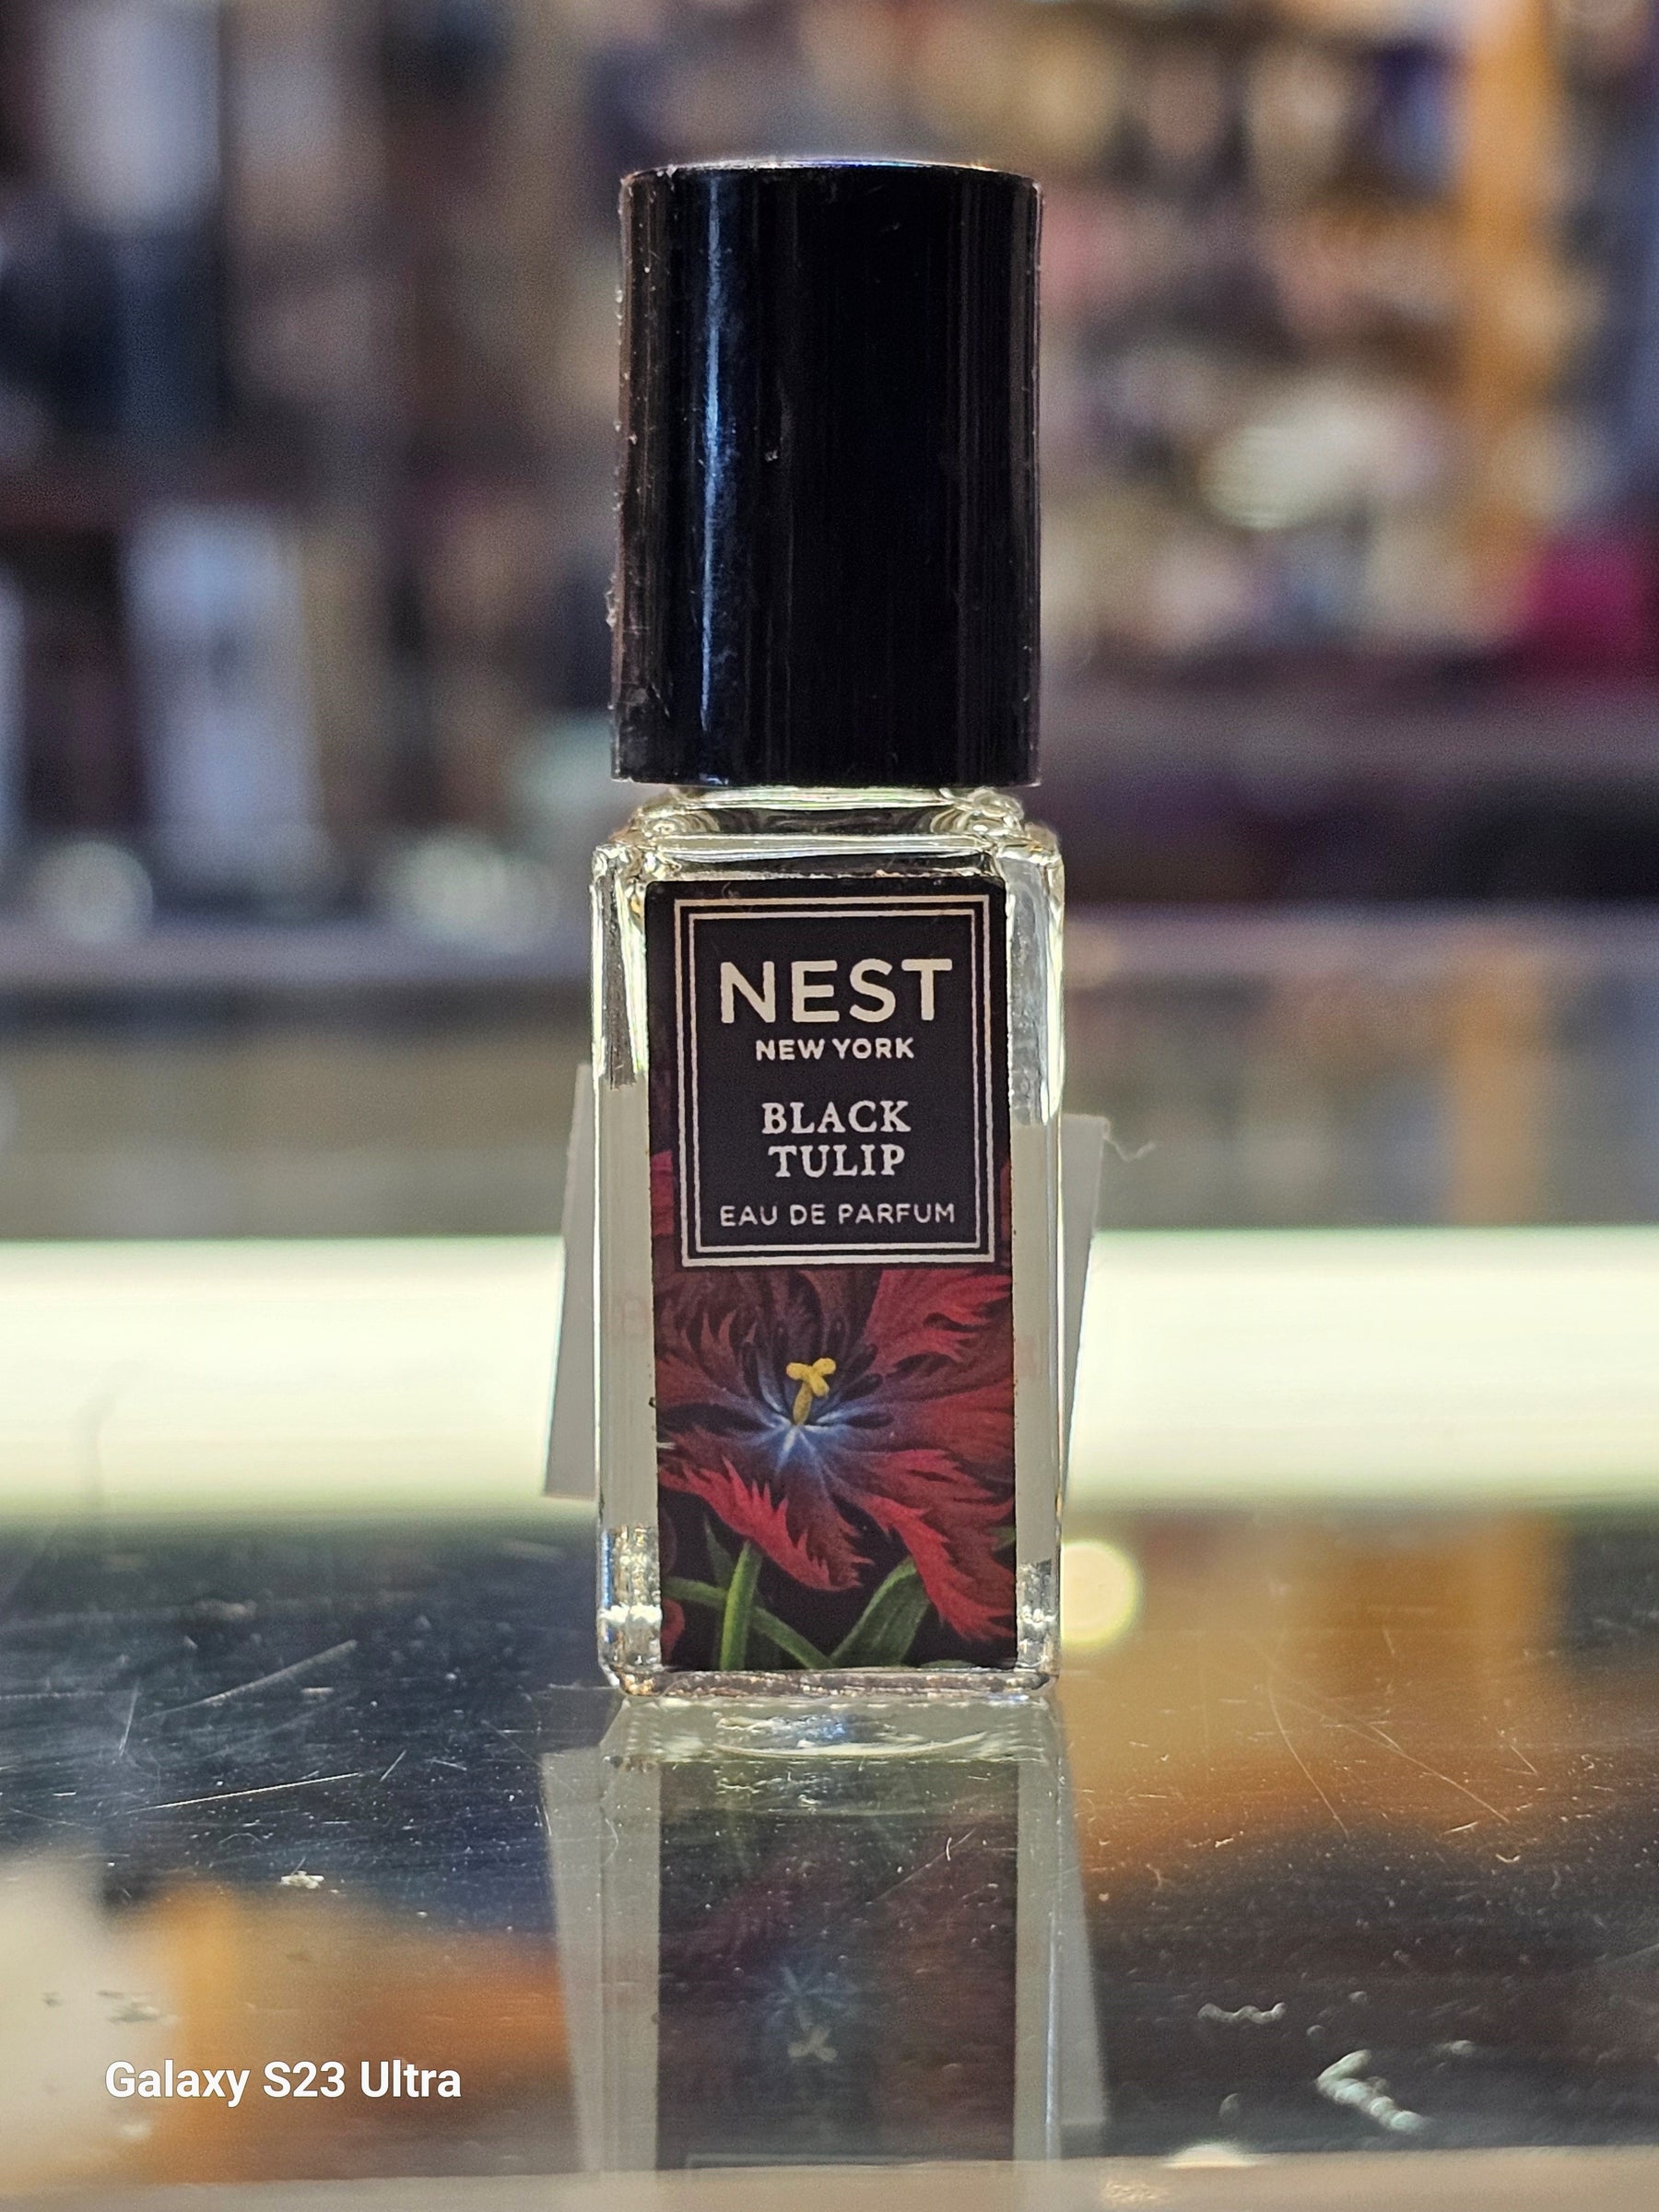 NEST
NEW YORK
BLACK
TULIP
EAU DE PARFUM
Galaxy S23 Ultra